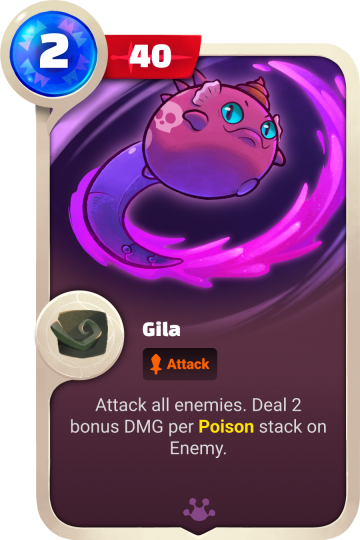 2
40
Gila
Attack
Attack all enemies. Deal 2
bonus DMG per Poison stack on
Enemy.